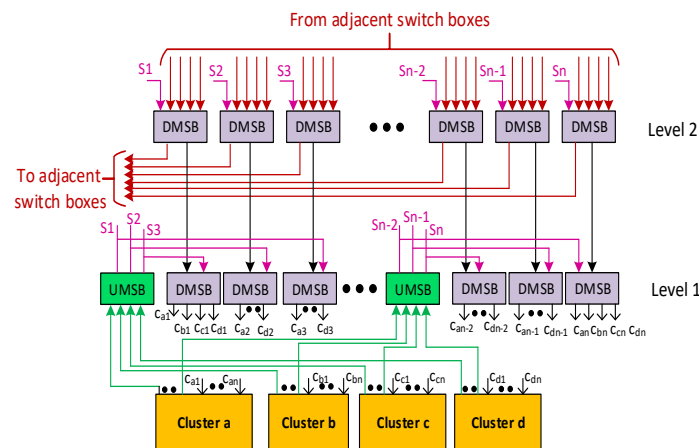 From adjacent switch boxes
S1 S2 S3 Sn-2 Sn-1 Sn
DMSB DMSB DMSB DMSB DMSB DMSB
Level 2
To adjacent
switch boxes
S1 S2 S3 Sn-2 Sn-1 Sn
UMSB DMSB DMSB DMSB UMSB DMSB DMSB DMSB
Level 1
Ca1 Cb1 Cc1 Cd1 Ca2 Cd2 Ca3 Cd3 Can-2 Cdn-2 Can-1 Cdn-1 Can Cbn Ccn Cdn
Ca1 Can Cb1 Cbn Cc1 Ccn Cd1 Cdn
Cluster a Cluster b Cluster c Cluster d